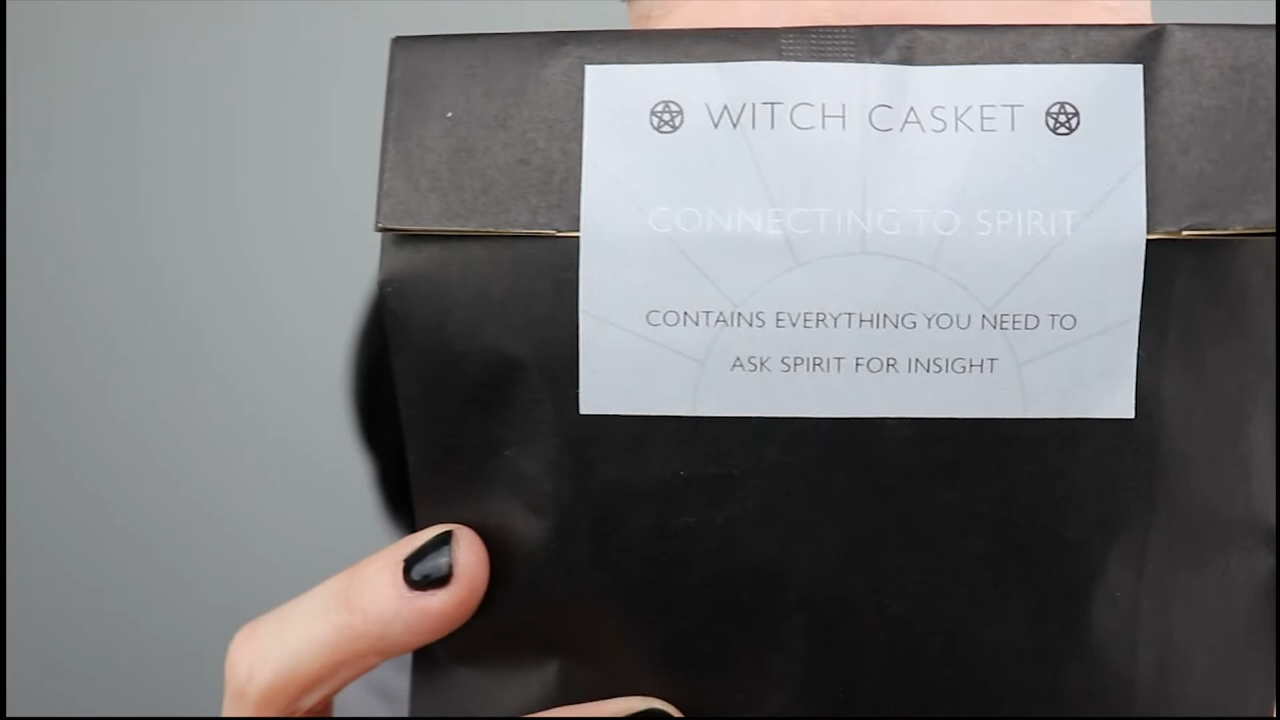 WITCH CASKET
CONNECTING TO SPIRIT
CONTAINS EVERYTHING YOU NEED TO
ASK SPIRIT FOR INSIGHT